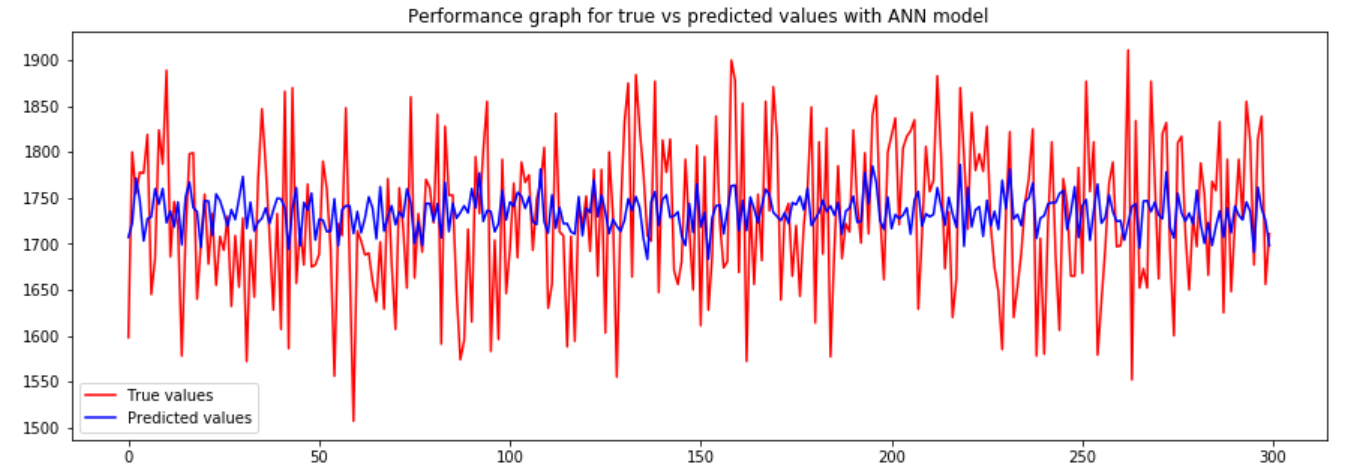 Performance graph for true vs predicted values with ANN model
1900
1850
1800
1750
1700
1650
1600
1550
1500
True values
Predicted values
0 50 100 150 200 250 300